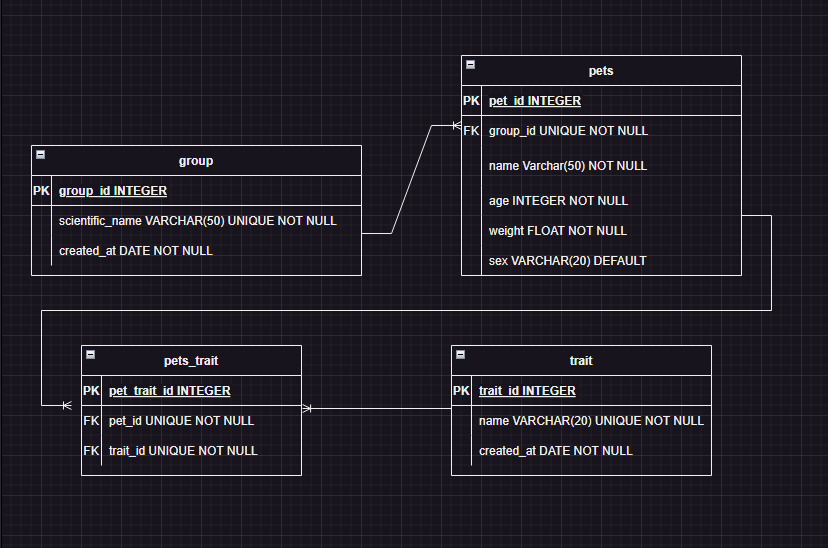 pets
PK pet_id INTEGER
FK group_id UNIQUE NOT NULL
name Varchar(50) NOT NULL
age INTEGER NOT NULL
weight FLOAT NOT NULL
sex VARCHAR(20) DEFAULT
group
PK group_id INTEGER
scientific_name VARCHAR(50) UNIQUE NOT NULL
created_at DATE NOT NULL
pets_trait
PK pet_trait_id INTEGER
FK pet_id UNIQUE NOT NULL
FK trait_id UNIQUE NOT NULL
trait
PK trait_id INTEGER
name VARCHAR(20) UNIQUE NOT NULL
created_at DATE NOT NULL